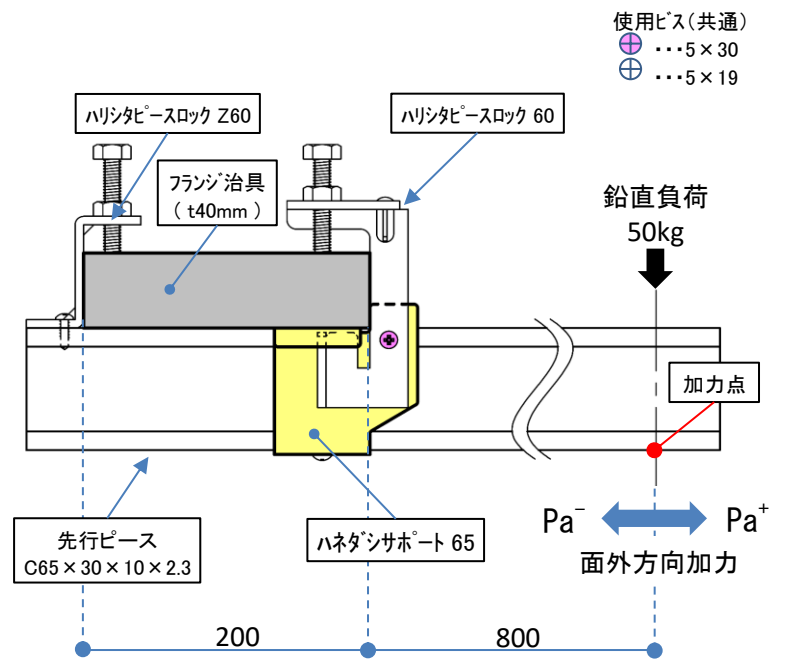 使用ﾋﾞｽ（共通）
･･･5×30
･･･5×19
ﾊﾘｼﾀﾋﾟｰｽﾛｯｸ Z60
ﾊﾘｼﾀﾋﾟｰｽﾛｯｸ 60
ﾌﾗﾝｼﾞ治具
（ t40mm ）
鉛直負荷
50kg
加力点
Pa⁻
Pa⁺
面外方向加力
先行ピース
C65×30×10×2.3
ﾊﾈﾀﾞｼｻﾎﾟｰﾄ 65
200
800